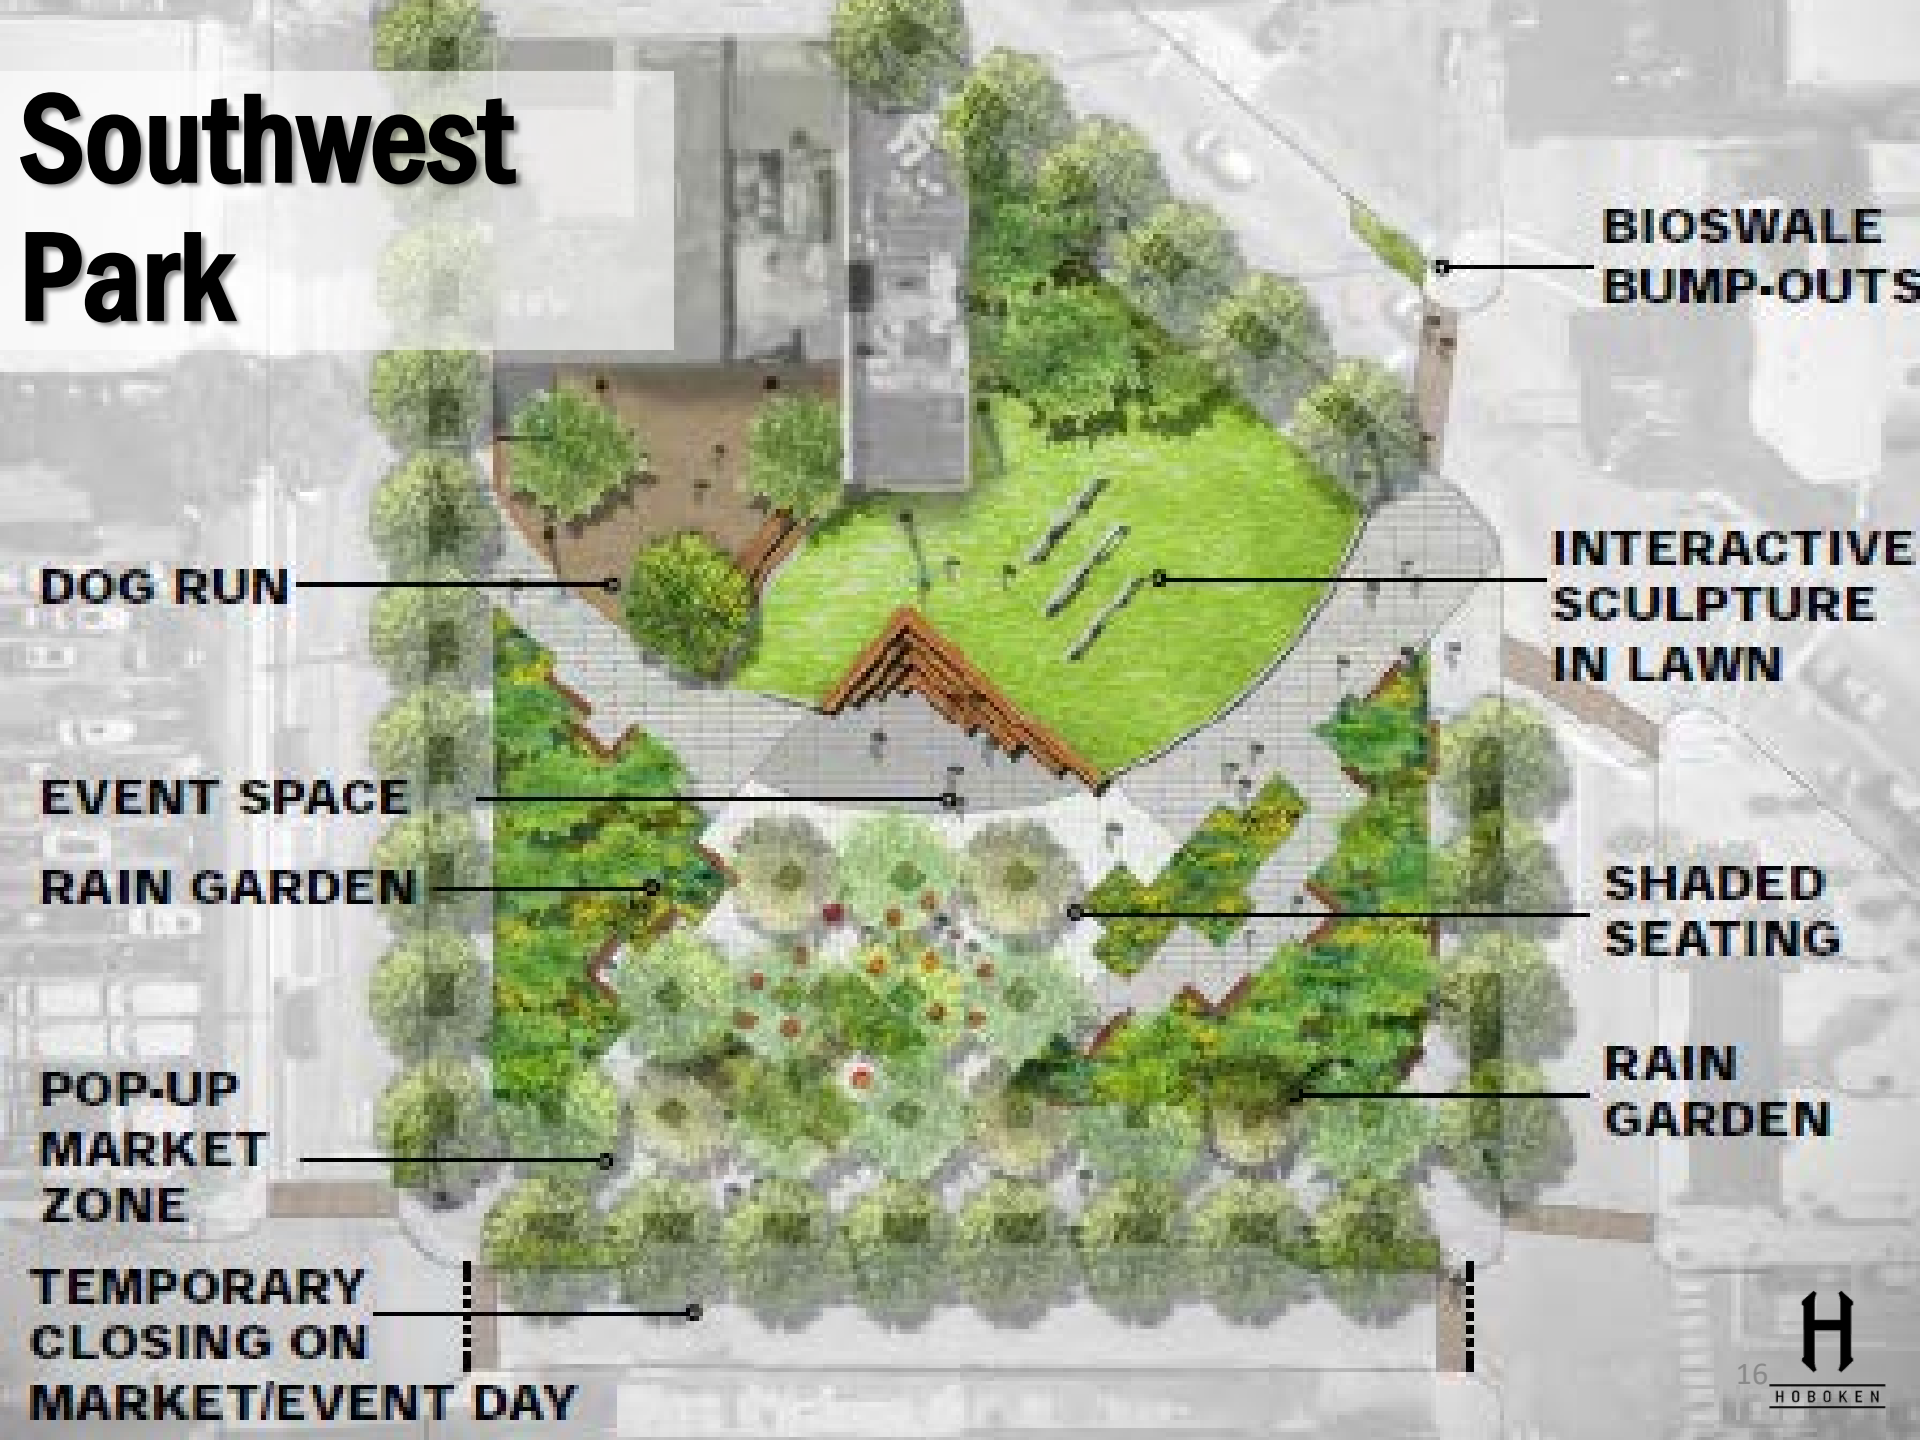 Southwest
Park
BIOSWALE
BUMP-OUTS
DOG RUN
INTERACTIVE
SCULPTURE
IN LAWN
EVENT SPACE
RAIN GARDEN
SHADED
SEATING
POP-UP
MARKET
ZONE
RAIN
GARDEN
TEMPORARY
CLOSING ON
MARKET/EVENT DAY
16
H
HOBOKEN